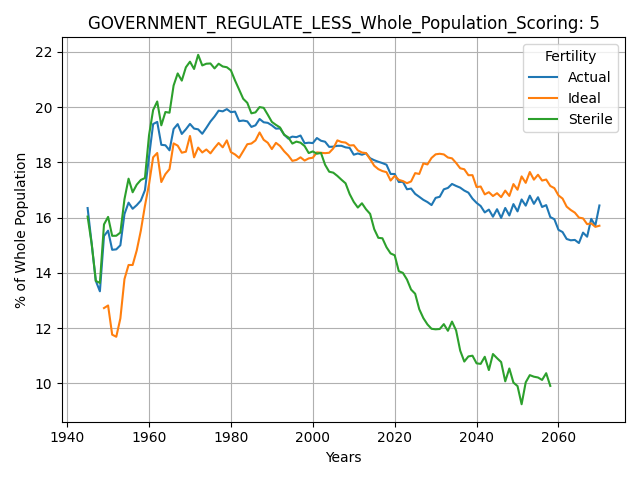 GOVERNMENT_REGULATE_LESS_Whole_Population_Scoring: 5
Fertility
Actual
Ideal
Sterile
% of Whole Population
22
20
18
16
14
12
10
1940
1960
1980
2000
2020
2040
2060
Years